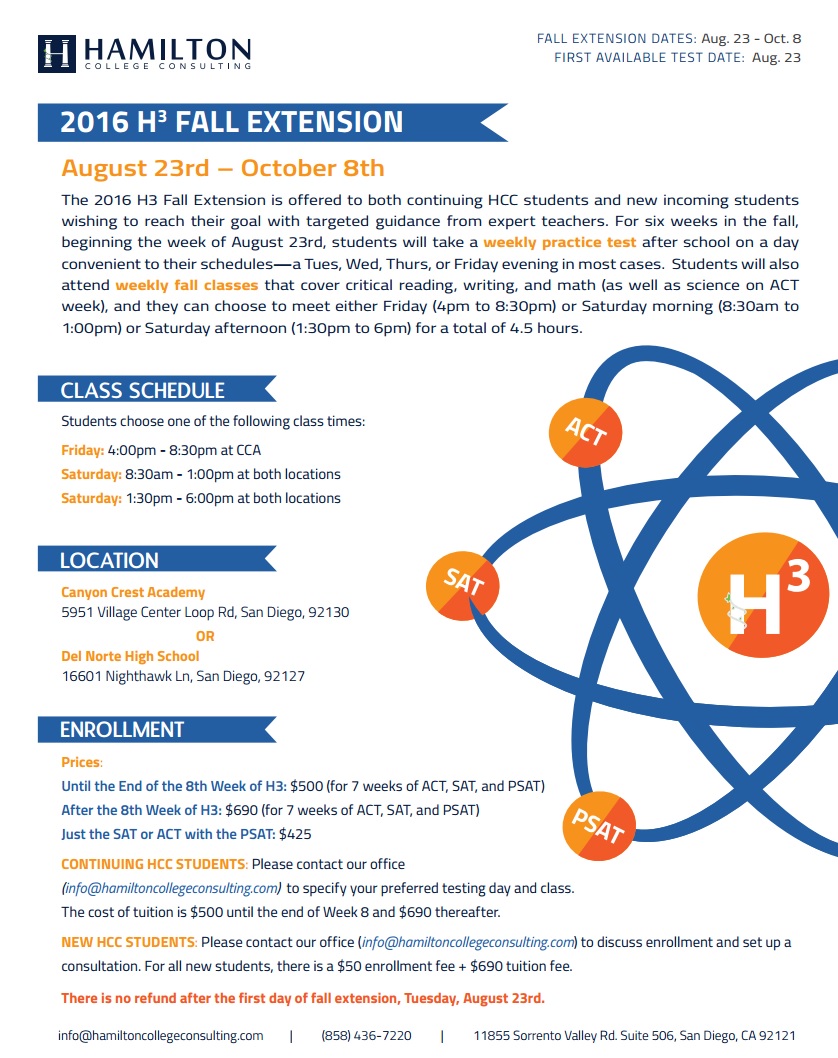 HAMILTON
COLLEGE CONSULTING
FALL EXTENSION DATES: Aug. 23 - Oct. 8
FIRST AVAILABLE TEST DATE: Aug. 23
2016 H³ FALL EXTENSION
August 23rd – October 8th
The 2016 H3 Fall Extension is offered to both continuing HCC students and new incoming students
wishing to reach their goal with targeted guidance from expert teachers. For six weeks in the fall,
beginning the week of August 23rd, students will take a weekly practice test after school on a day
convenient to their schedules—a Tues, Wed, Thurs, or Friday evening in most cases. Students will also
attend weekly fall classes that cover critical reading, writing, and math (as well as science on ACT
week), and they can choose to meet either Friday (4pm to 8:30pm) or Saturday morning (8:30am to
1:00pm) or Saturday afternoon (1:30pm to 6pm) for a total of 4.5 hours.
CLASS SCHEDULE
Students choose one of the following class times:
Friday: 4:00pm - 8:30pm at CCA
Saturday: 8:30am - 1:00pm at both locations
Saturday: 1:30pm - 6:00pm at both locations
ACT
SAT
H³
PSAT
LOCATION
Canyon Crest Academy
5951 Village Center Loop Rd, San Diego, 92130
OR
Del Norte High School
16601 Nighthawk Ln, San Diego, 92127
ENROLLMENT
Prices:
Until the End of the 8th Week of H3: $500 (for 7 weeks of ACT, SAT, and PSAT)
After the 8th Week of H3: $690 (for 7 weeks of ACT, SAT, and PSAT)
Just the SAT or ACT with the PSAT: $425
CONTINUING HCC STUDENTS: Please contact our office
(info@hamiltoncollegeconsulting.com) to specify your preferred testing day and class.
The cost of tuition is $500 until the end of Week 8 and $690 thereafter.
NEW HCC STUDENTS: Please contact our office (info@hamiltoncollegeconsulting.com) to discuss enrollment and set up a
consultation. For all new students, there is a $50 enrollment fee + $690 tuition fee.
There is no refund after the first day of fall extension, Tuesday, August 23rd.
info@hamiltoncollegeconsulting.com | (858) 436-7220 | 11855 Sorrento Valley Rd. Suite 506, San Diego, CA 92121